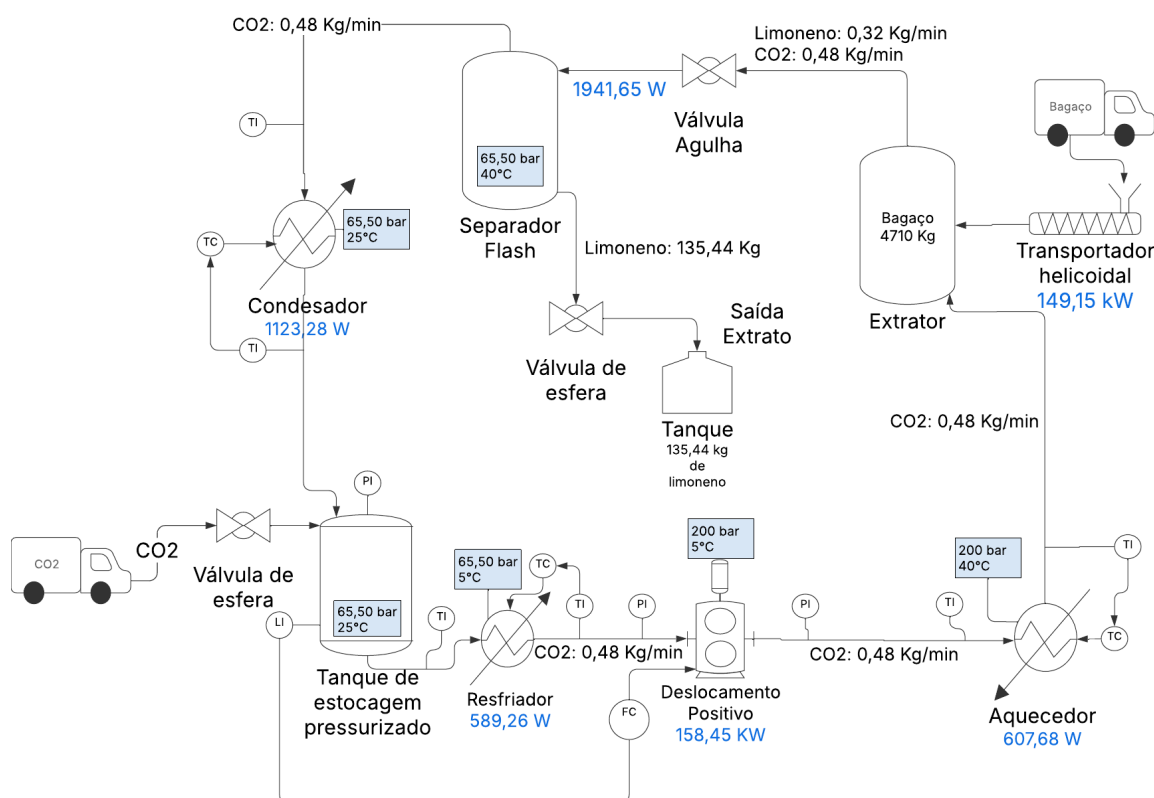 CO2: 0,48 Kg/min
Limoneno: 0,32 Kg/min
CO2: 0,48 Kg/min
1941,65 W
Válvula
Agulha
Bagaço
TI
65,50 bar
40°C
Separador
Flash
Bagaço
4710 Kg
Extrator
Transportador
helicoidal
149,15 kW
65,50 bar
25°C
TC
Condesador
1123,28 W
TI
Limoneno: 135,44 Kg
Válvula de
esfera
Saída
Extrato
Tanque
135,44 kg
de
limoneno
CO2: 0,48 Kg/min
PI
CO2
CO2
Válvula de
esfera
LI
65,50 bar
25°C
Tanque de
estocagem
pressurizado
TI
65,50 bar
5°C
TC
TI
PI
CO2: 0,48 Kg/min
Resfriador
589,26 W
200 bar
5°C
FC
Deslocamento
Positivo
158,45 KW
PI
CO2: 0,48 Kg/min
TI
200 bar
40°C
TI
TC
Aquecedor
607,68 W